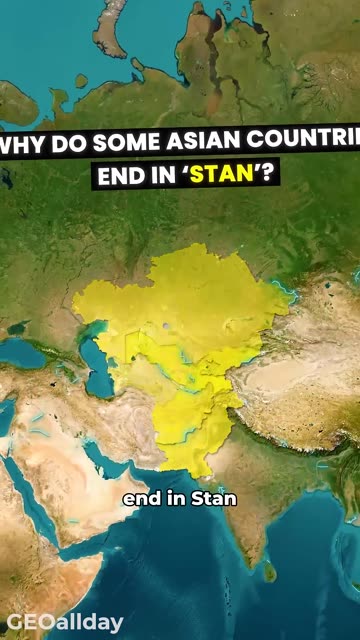 WHY DO SOME ASIAN COUNTRI
END IN ‘STAN’?
end in Stan
GEOallday